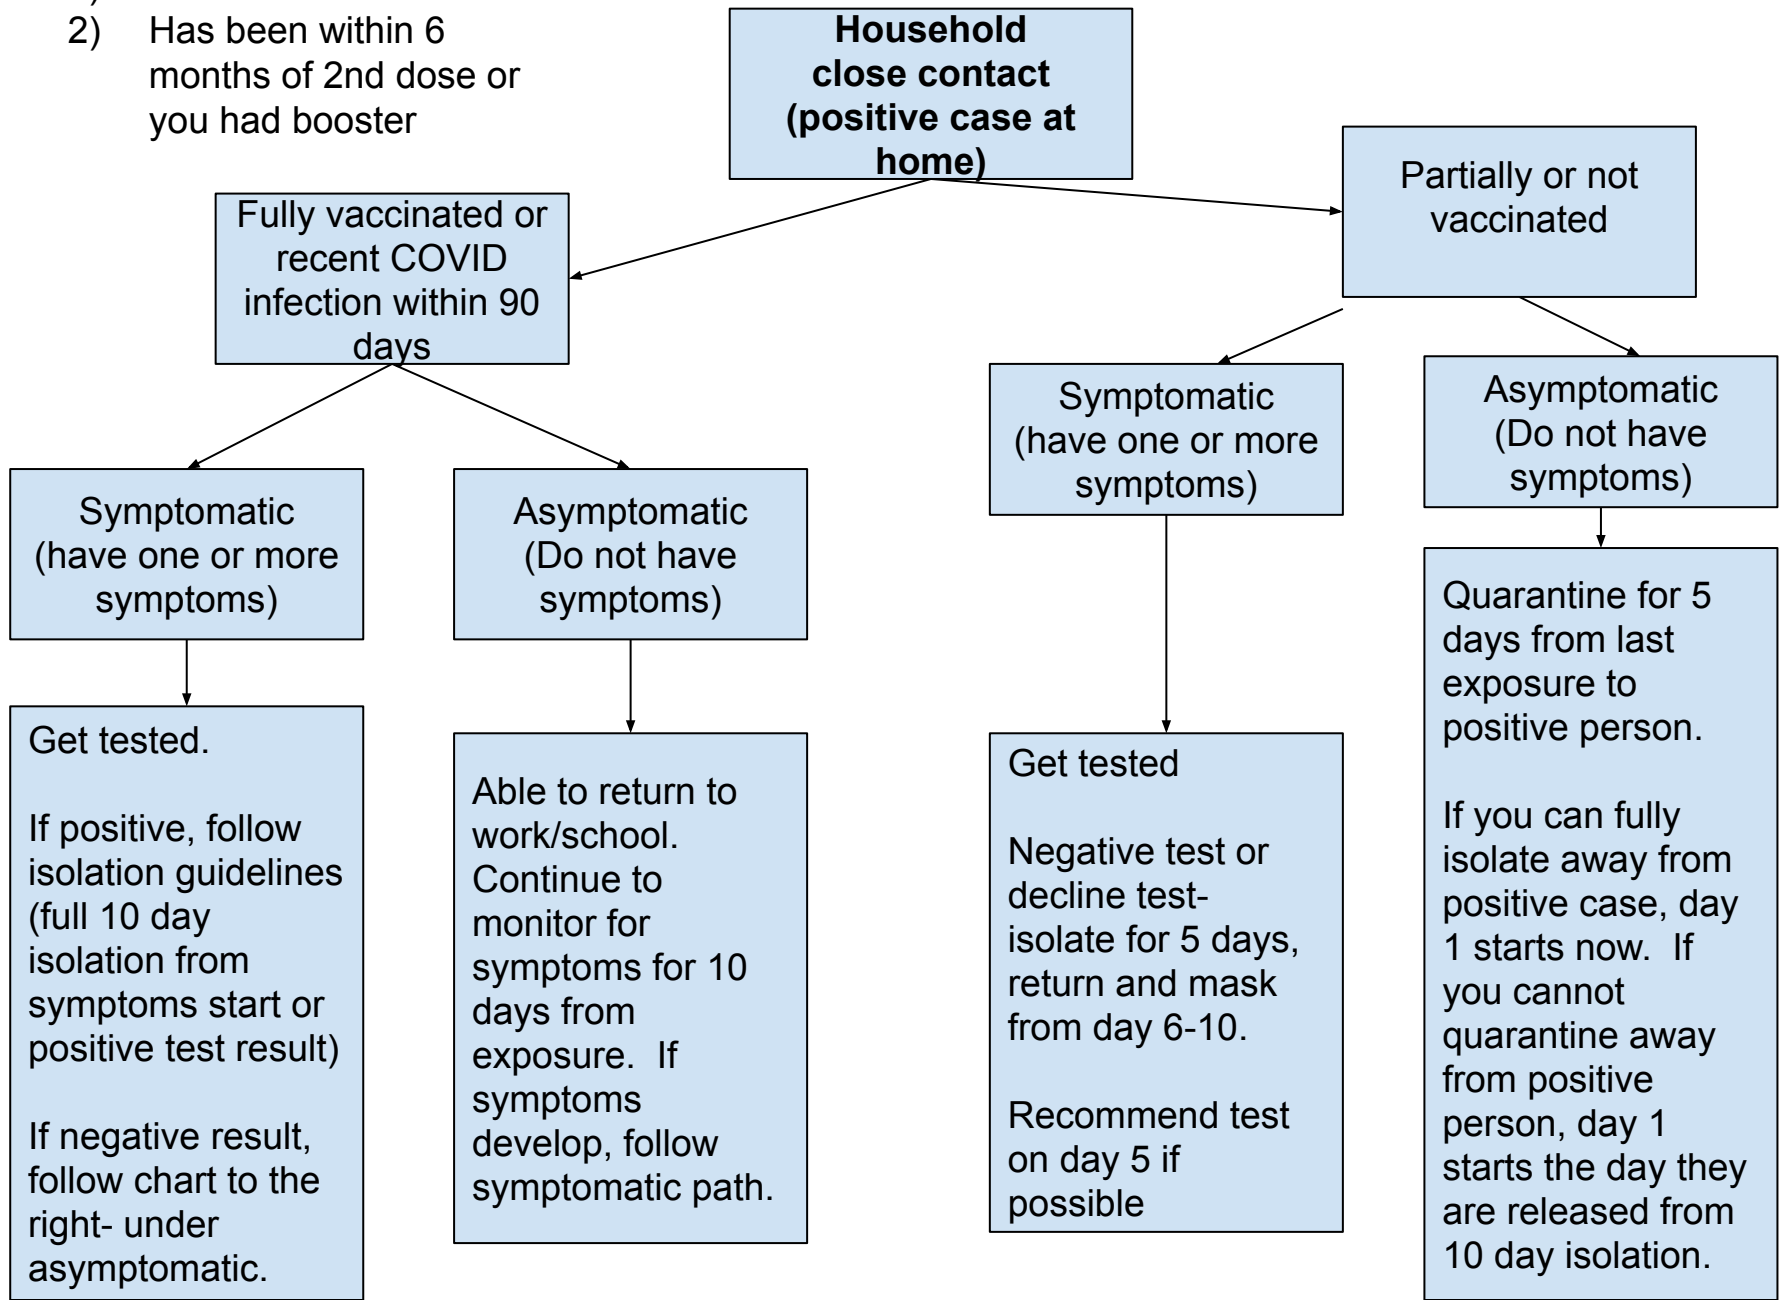 )
2) Has been within 6
months of 2nd dose or
you had booster
Household
close contact
(positive case at
home)
Partially or not
vaccinated
Fully vaccinated or
recent COVID
infection within 90
days
Symptomatic
(have one or more
symptoms)
Asymptomatic
(Do not have
symptoms)
Symptomatic
(have one or more
symptoms)
Asymptomatic
(Do not have
symptoms)
Get tested.
If positive, follow
isolation guidelines
(full 10 day
isolation from
symptoms start or
positive test result)
If negative result,
follow chart to the
right- under
asymptomatic.
Able to return to
work/school.
Continue to
monitor for
symptoms for 10
days from
exposure.  If
symptoms
develop, follow
symptomatic path.
Get tested
Negative test or
decline test-
isolate for 5 days,
return and mask
from day 6-10.
Recommend test
on day 5 if
possible
Quarantine for 5
days from last
exposure to
positive person.
If you can fully
isolate away from
positive case, day
1 starts now.  If
you cannot
quarantine away
from positive
person, day 1
starts the day they
are released from
10 day isolation.